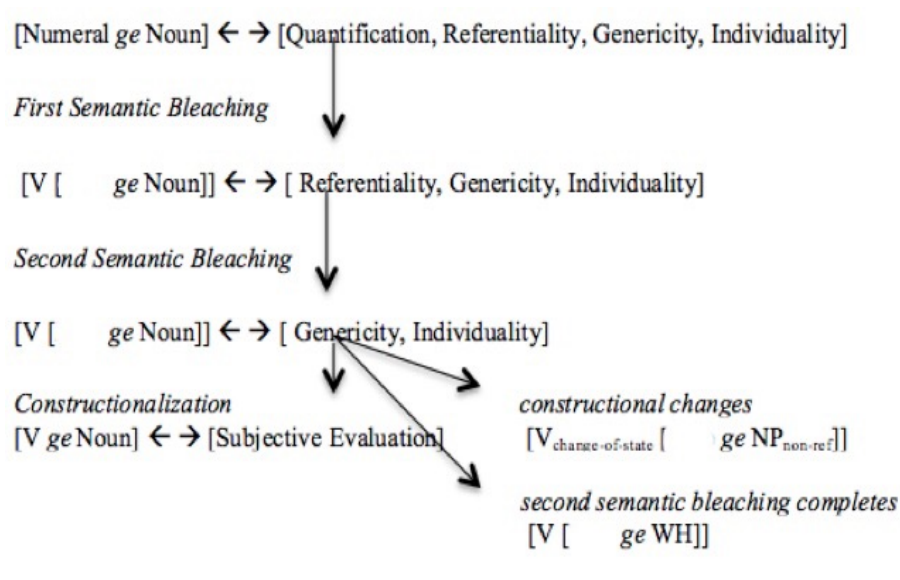 [Numeral ge Noun] ← → [Quantification, Referentiality, Genericity, Individuality]
First Semantic Bleaching
[V [ ge Noun]] ← → [ Referentiality, Genericity, Individuality]
Second Semantic Bleaching
[V [ ge Noun]] ← → [ Genericity, Individuality]
Constructionalization
[V ge Noun] ← → [Subjective Evaluation]
constructional changes
[Vchange-of-state [ ge NPnon-ref]]
second semantic bleaching completes
[V [ ge WH]]